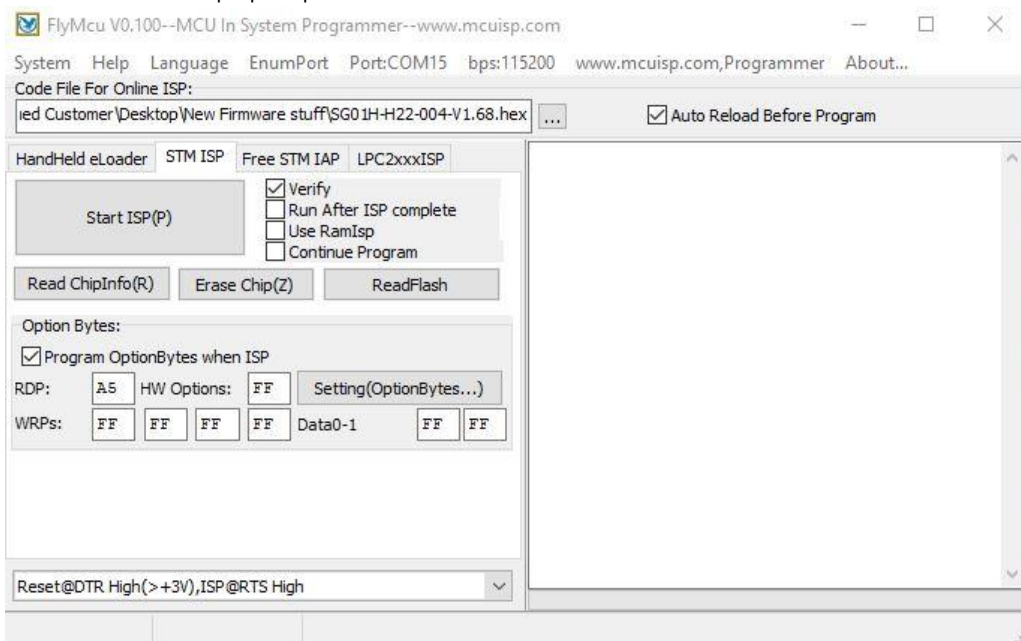 FlyMcu V0.100--MCU In System Programmer--www.mcuisp.com
System Help Language EnumPort Port:COM15 bps:115200 www.mcuisp.com,Programmer About...
Code File For Online ISP:
ied Customer\Desktop\New Firmware stuff\SG01H-H22-004-V1.68.hex ... Auto Reload Before Program
HandHeld eLoader STM ISP Free STM IAP LPC2xxxISP
Start ISP(P)
Verify
Run After ISP complete
Use RamIsp
Continue Program
Read ChipInfo(R) Erase Chip(Z) ReadFlash
Option Bytes:
Program OptionBytes when ISP
RDP: A5 HW Options: FF Setting(OptionBytes...)
WRPs: FF FF FF FF Data0-1 FF FF
Reset@DTR High(>+3V),ISP@RTS High